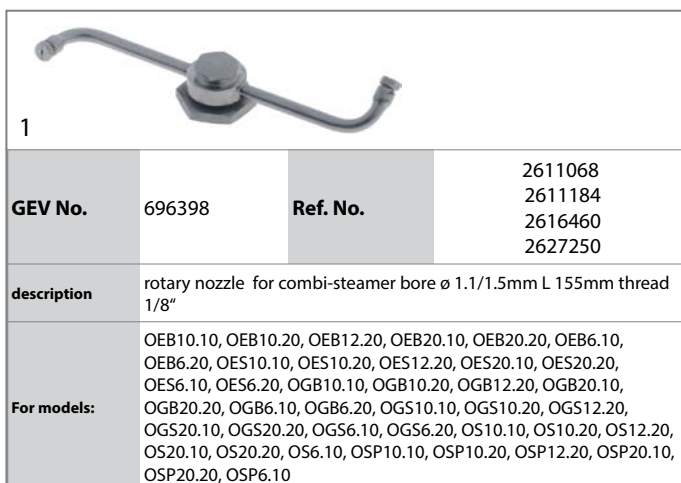 1
GEV No. 696398 Ref. No. 2611068
2611184
2616460
2627250
description rotary nozzle for combi-steamer bore ø 1.1/1.5mm L 155mm thread
1/8“
For models: OEB10.10, OEB10.20, OEB12.20, OEB20.10, OEB20.20, OEB6.10,
OEB6.20, OES10.10, OES10.20, OES12.20, OES20.10, OES20.20,
OES6.10, OES6.20, OGB10.10, OGB10.20, OGB12.20, OGB20.10,
OGB20.20, OGB6.10, OGB6.20, OGS10.10, OGS10.20, OGS12.20,
OGS20.10, OGS20.20, OGS6.10, OGS6.20, OS10.10, OS10.20, OS12.20,
OS20.10, OS20.20, OS6.10, OSP10.10, OSP10.20, OSP12.20, OSP20.10,
OSP20.20, OSP6.10